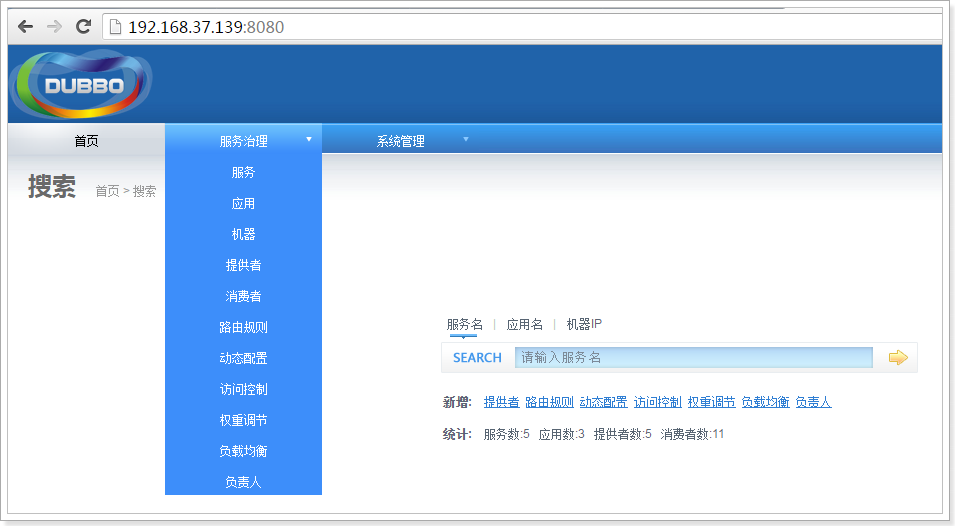 192.168.37.139:8080
DUBBO
首页 服务治理 系统管理
搜索 首页 > 搜索
服务
应用
机器
提供者
消费者
路由规则
动态配置
访问控制
权重调节
负载均衡
负责人
服务名 | 应用名 | 机器IP
SEARCH 请输入服务名
新增: 提供者 路由规则 动态配置 访问控制 权重调节 负载均衡 负责人
统计: 服务数:5 应用数:3 提供者数:5 消费者数:11